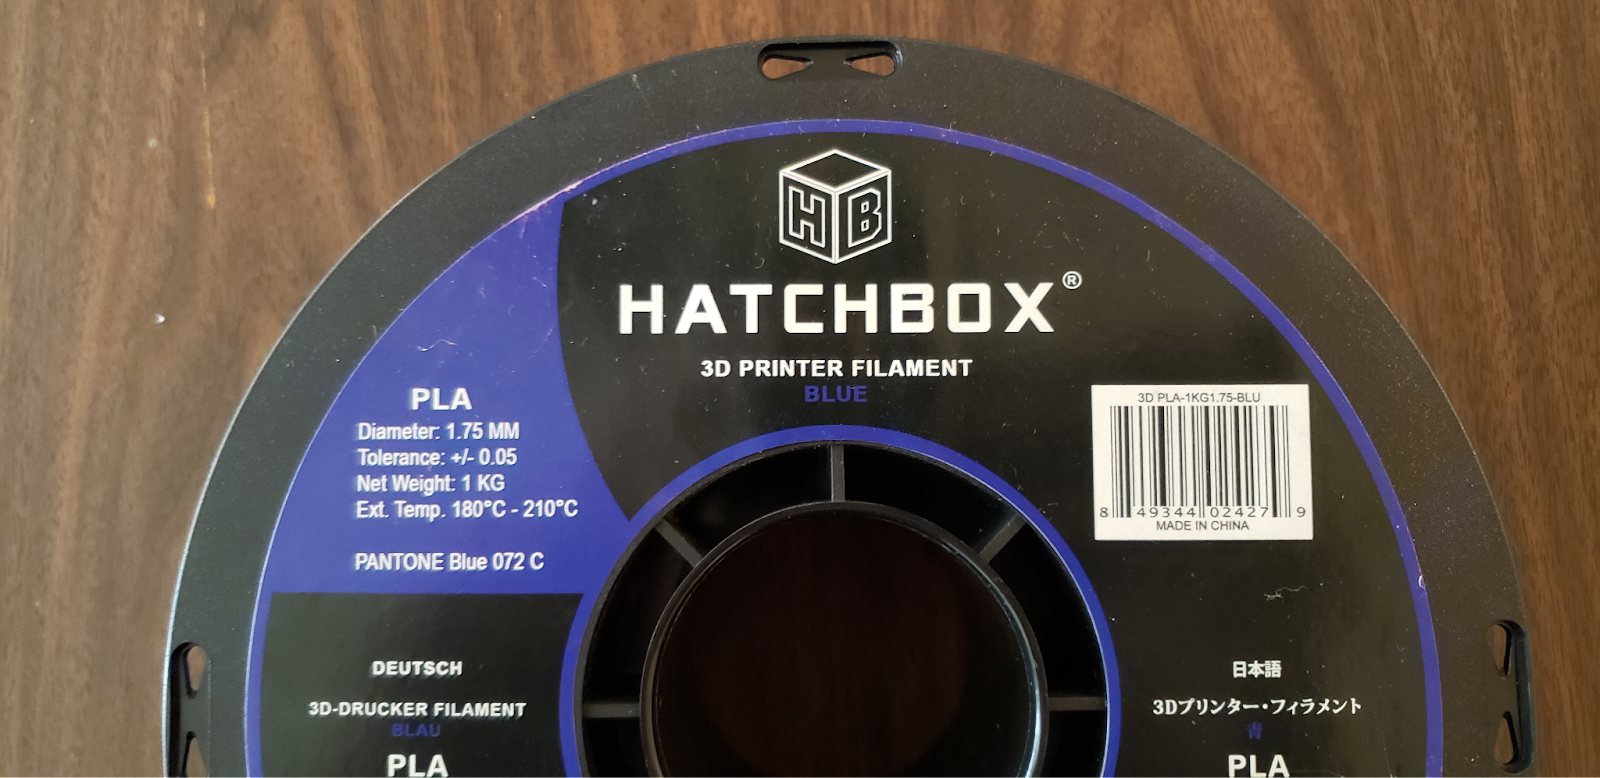 HB
HATCHBOX®
3D PRINTER FILAMENT
BLUE
PLA
Diameter: 1.75 MM
Tolerance: +/- 0.05
Net Weight: 1 KG
Ext. Temp. 180°C - 210°C
PANTONE Blue 072 C
3D PLA-1KG1.75-BLU
8 49344 02427 9
MADE IN CHINA
DEUTSCH
3D-DRUCKER FILAMENT
BLAU
PLA
日本語
3Dプリンター・フィラメント
青
PLA